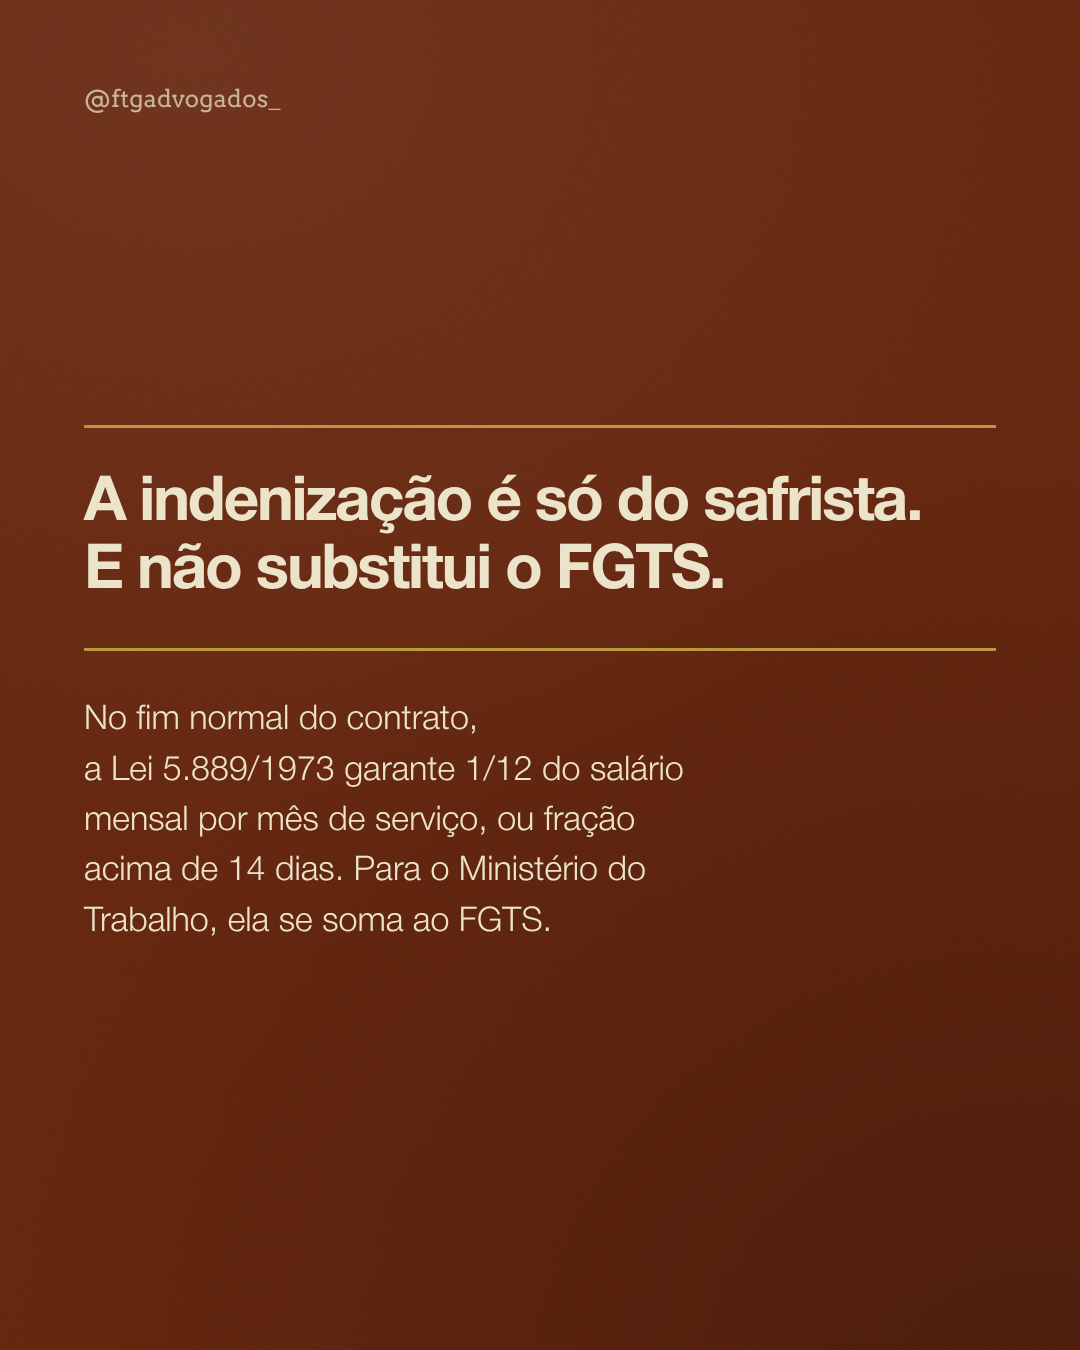 @ftgadvogados_
A indenização é só do safrista.
E não substitui o FGTS.
No fim normal do contrato,
a Lei 5.889/1973 garante 1/12 do salário
mensal por mês de serviço, ou fração
acima de 14 dias. Para o Ministério do
Trabalho, ela se soma ao FGTS.